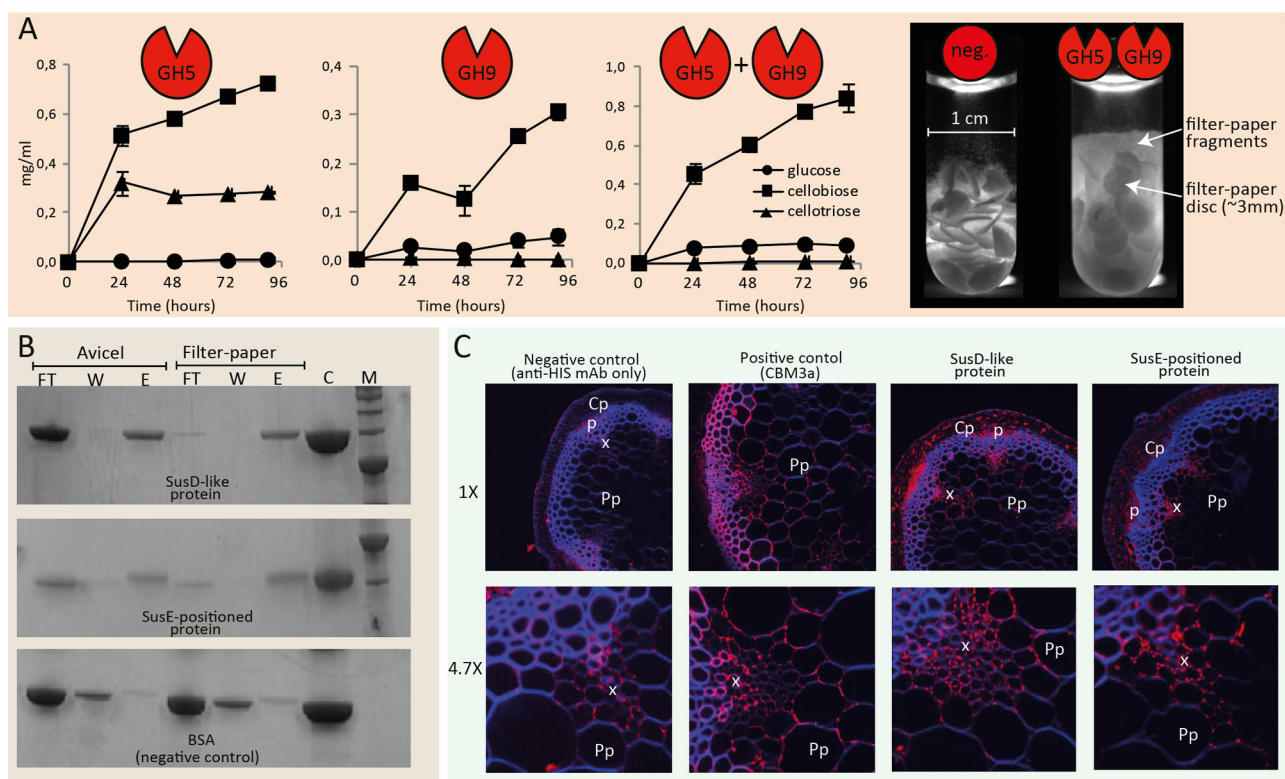 A
GH5
0,8
0,6
0,4
0,2
0,0
mg/ml
0 24 48 72 96
Time (hours)
GH9
0,4
0,3
0,2
0,1
0,0
0 24 48 72 96
Time (hours)
GH5 + GH9
1,0
0,8
0,6
0,4
0,2
0,0
glucose
cellobiose
cellotriose
0 24 48 72 96
Time (hours)
neg. GH5 GH9
1 cm
filter-paper
fragments
filter-paper
disc (~3mm)
B
Avicel Filter-paper
FT W E FT W E C M
SusD-like
protein
SusE-positioned
protein
BSA
(negative control)
C
Negative control
(anti-HIS mAb only)
Positive contol
(CBM3a)
SusD-like
protein
SusE-positioned
protein
1X
Cp
p
x
Pp
Pp
Cp
p
x
Pp
Cp
p
x
Pp
4.7X
x
Pp
x
Pp
x
Pp
x
Pp